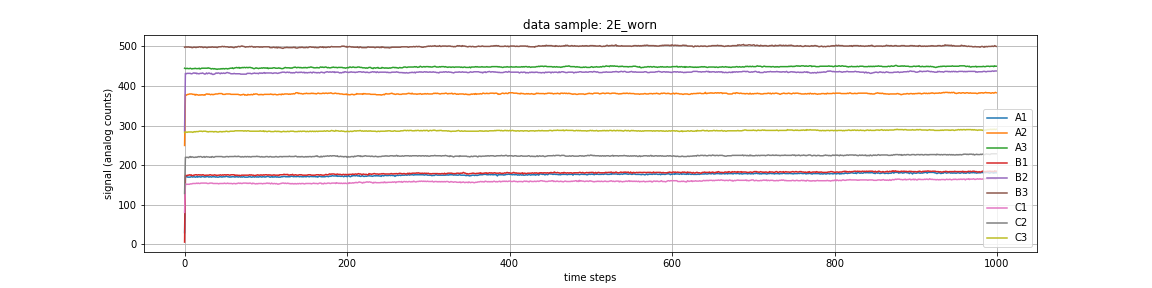 data sample: 2E_worn
signal (analog counts)
500
400
300
200
100
0
A1
A2
A3
B1
B2
B3
C1
C2
C3
0 200 400 600 800 1000
time steps